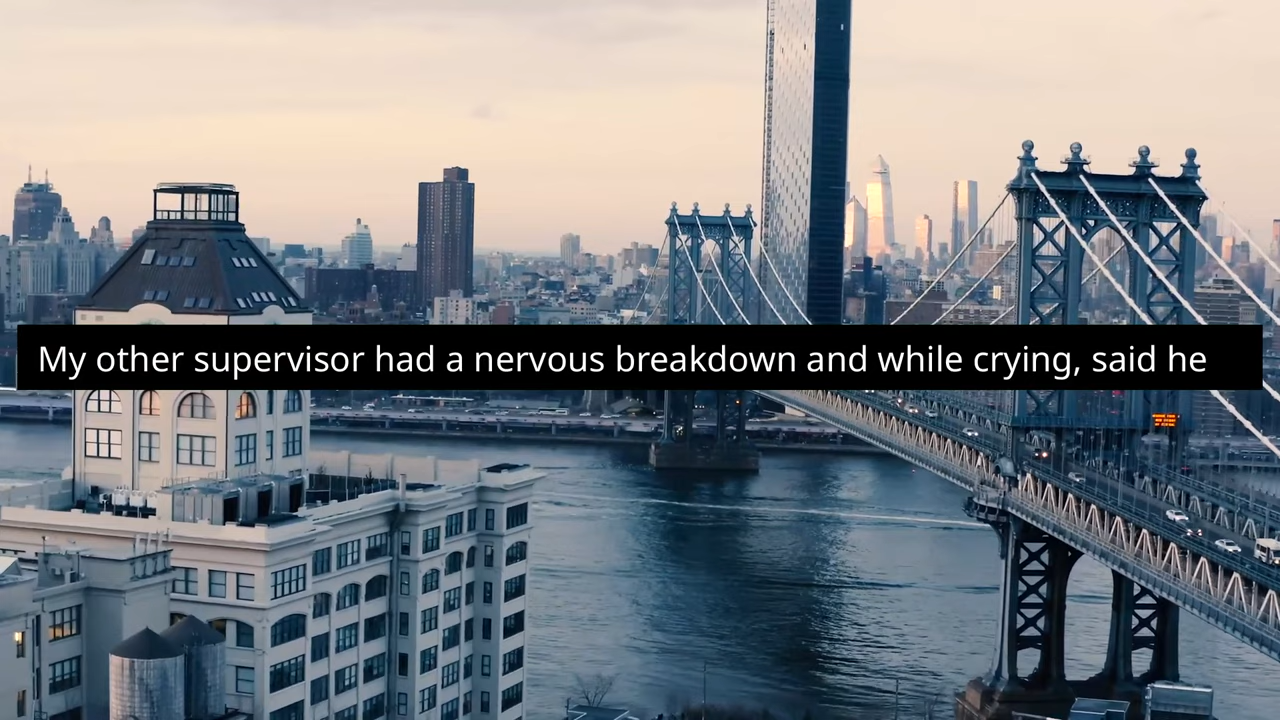 My other supervisor had a nervous breakdown and while crying, said he